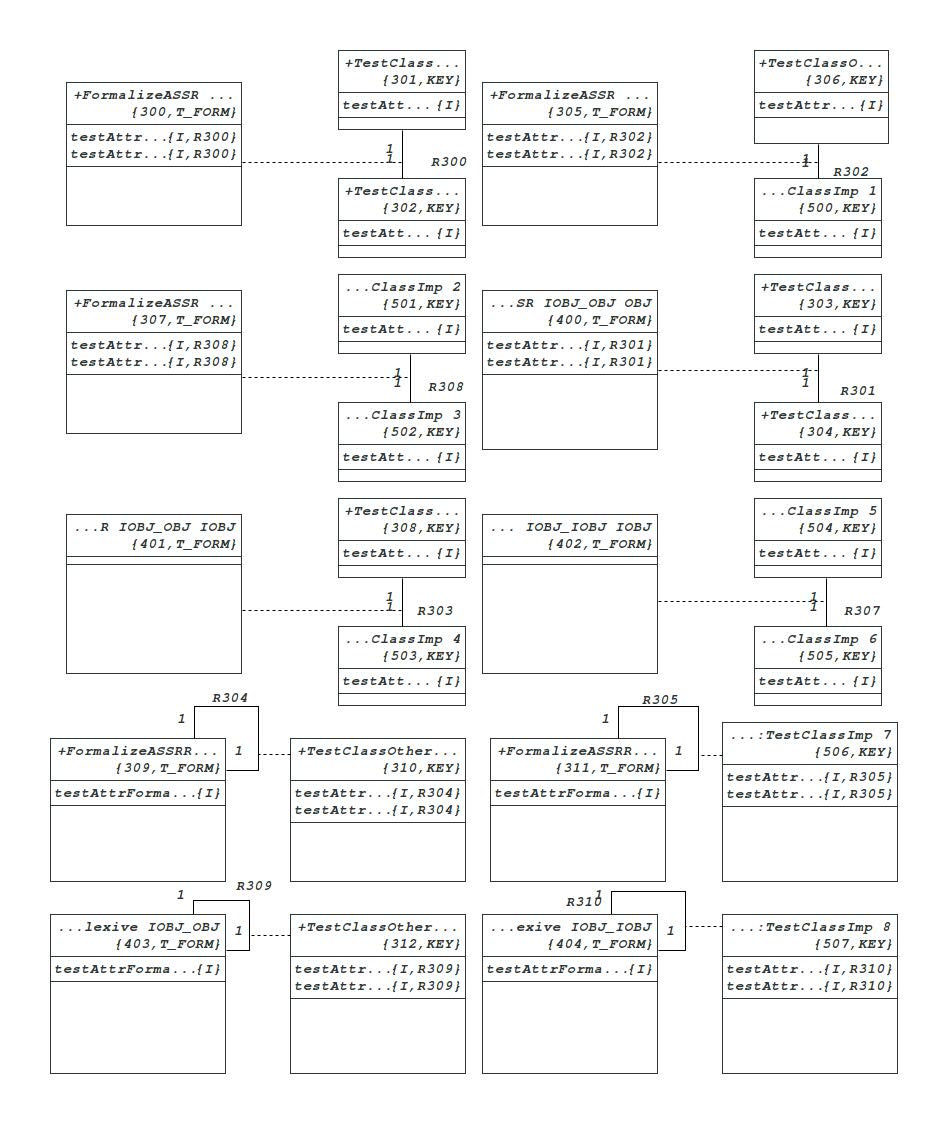 +TestClass...
{301,KEY}
testAtt... {I}
+FormalizeASSR ...
{300,T_FORM}
testAttr...{I,R300}
testAttr...{I,R300}
1
1
R300
+TestClass...
{302,KEY}
testAtt... {I}
+TestClassO...
{306,KEY}
testAttr... {I}
+FormalizeASSR ...
{305,T_FORM}
testAttr...{I,R302}
testAttr...{I,R302}
1
1
R302
...ClassImp 1
{500,KEY}
testAtt... {I}
...ClassImp 2
{501,KEY}
testAtt... {I}
+FormalizeASSR ...
{307,T_FORM}
testAttr...{I,R308}
testAttr...{I,R308}
1
1
R308
...ClassImp 3
{502,KEY}
testAtt... {I}
+TestClass...
{303,KEY}
testAtt... {I}
...SR IOBJ_OBJ OBJ
{400,T_FORM}
testAttr...{I,R301}
testAttr...{I,R301}
1
1
R301
+TestClass...
{304,KEY}
testAtt... {I}
+TestClass...
{308,KEY}
testAtt... {I}
...R IOBJ_OBJ IOBJ
{401,T_FORM}
1
1
R303
...ClassImp 4
{503,KEY}
testAtt... {I}
...ClassImp 5
{504,KEY}
testAtt... {I}
... IOBJ_IOBJ IOBJ
{402,T_FORM}
1
1
R307
...ClassImp 6
{505,KEY}
testAtt... {I}
R304
1
+FormalizeASSRR...
{309,T_FORM}
testAttrForma...{I}
1
+TestClassOther...
{310,KEY}
testAttr...{I,R304}
testAttr...{I,R304}
R305
1
+FormalizeASSRR...
{311,T_FORM}
testAttrForma...{I}
1
...:TestClassImp 7
{506,KEY}
testAttr...{I,R305}
testAttr...{I,R305}
R309
1
...lexive IOBJ_OBJ
{403,T_FORM}
testAttrForma...{I}
1
+TestClassOther...
{312,KEY}
testAttr...{I,R309}
testAttr...{I,R309}
R310
1
...exive IOBJ_IOBJ
{404,T_FORM}
testAttrForma...{I}
1
...:TestClassImp 8
{507,KEY}
testAttr...{I,R310}
testAttr...{I,R310}